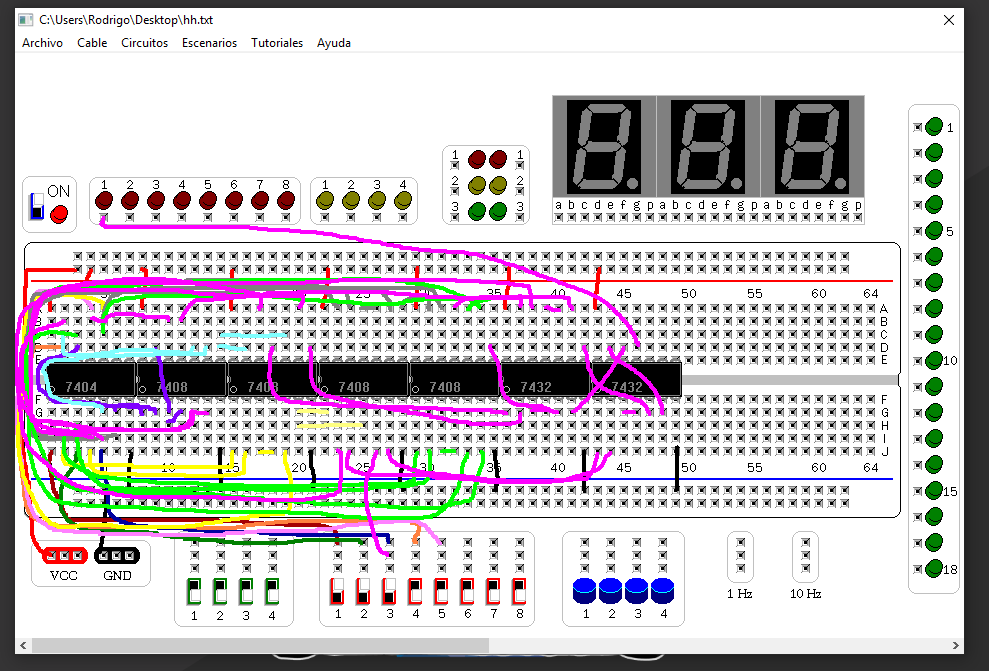 C:\Users\Rodrigo\Desktop\hh.txt
Archivo Cable Circuitos Escenarios Tutoriales Ayuda
ON
1 2 3 4 5 6 7 8
1 2 3 4
1 1
2 2
3 3
a b c d e f g p a b c d e f g p a b c d e f g p
1
5
10
15
18
25 35 45 50 55 60 64
A
B
C
D
E
7404 7408 7408 7408 7408 7432 7432
F
G
H
I
J
10 15 20 25 30 35 40 45 50 55 60 64
VCC GND
1 2 3 4
1 2 3 4 5 6 7 8
1 2 3 4
1 Hz 10 Hz